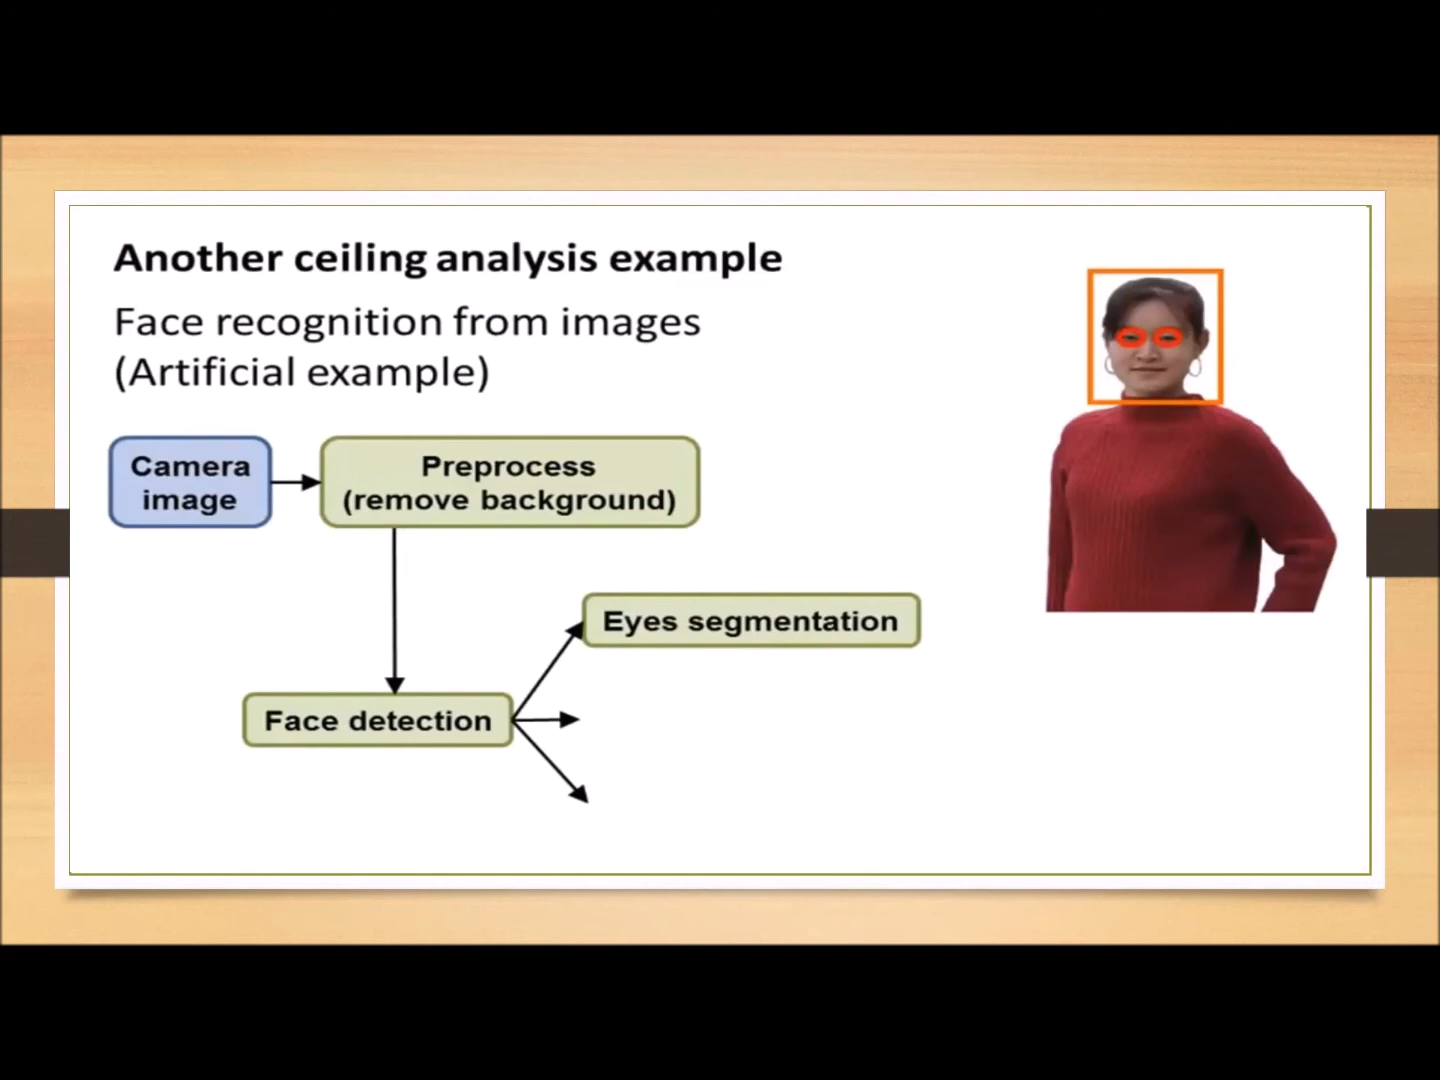 Another ceiling analysis example
Face recognition from images
(Artificial example)
Camera
image
Preprocess
(remove background)
Eyes segmentation
Face detection